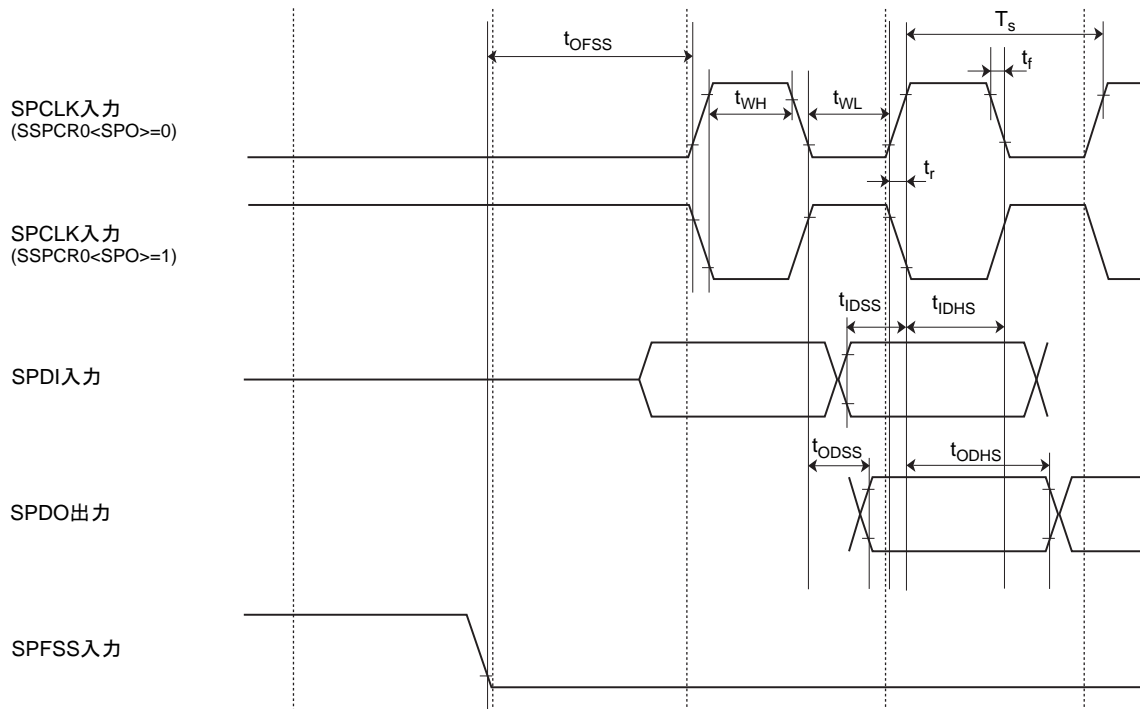 Ts
tOFSS
tf
SPCLK入力
(SSPCR0<SPO>=0)
tWH
tWL
tr
SPCLK入力
(SSPCR0<SPO>=1)
tIDSS
tIDHS
SPDI入力
tODSS
tODHS
SPDO出力
SPFSS入力